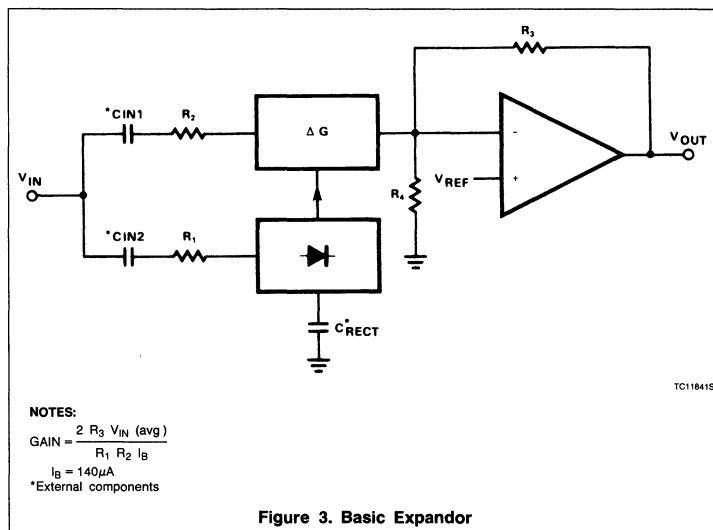 R3
*CIN1
R2
ΔG
VIN
VOUT
-
VREF
+
R4
*CIN2
R1
C*RECT
TC11841S
NOTES:
GAIN = 2 R3 VIN (avg) / R1 R2 IB
IB = 140μA
*External components
Figure 3. Basic Expandor